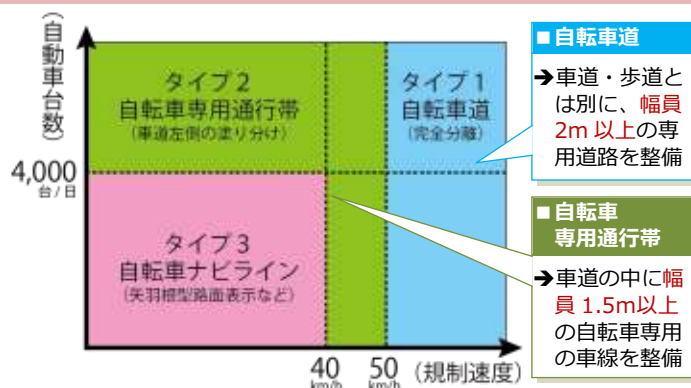 （自動車台数）
タイプ２
自転車専用通行帯
（車道左側の塗り分け）
タイプ１
自転車道
（完全分離）
4,000
台/日
タイプ３
自転車ナビライン
（矢羽根型路面表示など）
40
km/h
50
km/h
（規制速度）
■自転車道
➔車道・歩道と
は別に、幅員
2m 以上の専
用道路を整備
■自転車
専用通行帯
➔車道の中に幅
員 1.5m以上
の自転車専用
の車線を整備